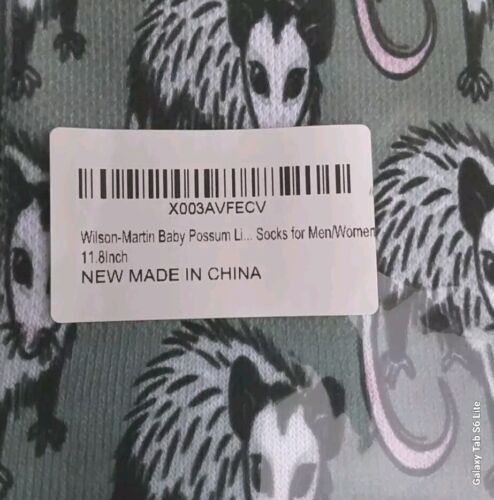 X003AVFECV
Wilson-Martin Baby Possum Li... Socks for Men/Women
11.8Inch
NEW MADE IN CHINA
Galaxy Tab S6 Lite